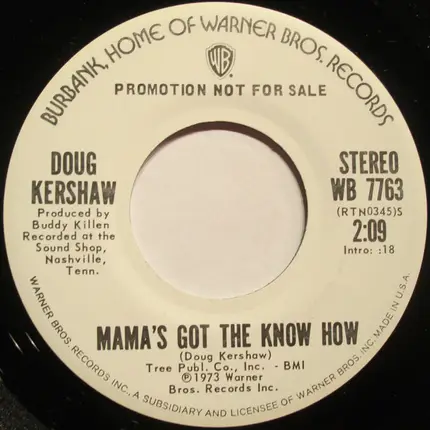 BURBANK, HOME OF WARNER BROS. RECORDS
WB
PROMOTION NOT FOR SALE
DOUG
KERSHAW
Produced by
Buddy Killen
Recorded at the
Sound Shop,
Nashville,
Tenn.
STEREO
WB 7763
(RTN0345)S
2:09
Intro: :18
MAMA'S GOT THE KNOW HOW
(Doug Kershaw)
Tree Publ. Co., Inc. - BMI
℗1973 Warner
Bros. Records Inc.
WARNER BROS. RECORDS INC., A SUBSIDIARY AND LICENSEE OF WARNER BROS. INC. MADE IN U.S.A.